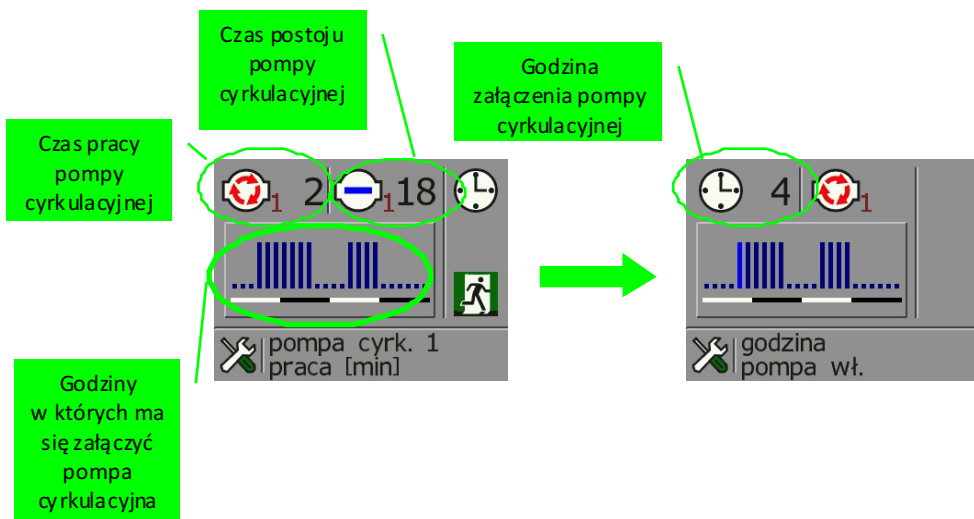 Czas postoju
pompy
cyrkulacyjnej
Godzina
załączenia pompy
cyrkulacyjnej
Czas pracy
pompy
cyrkulacyjnej
1 2 1 18
pompa cyrk. 1
praca [min]
4 1
godzina
pompa wł.
Godziny
w których ma
się załączyć
pompa
cyrkulacyjna